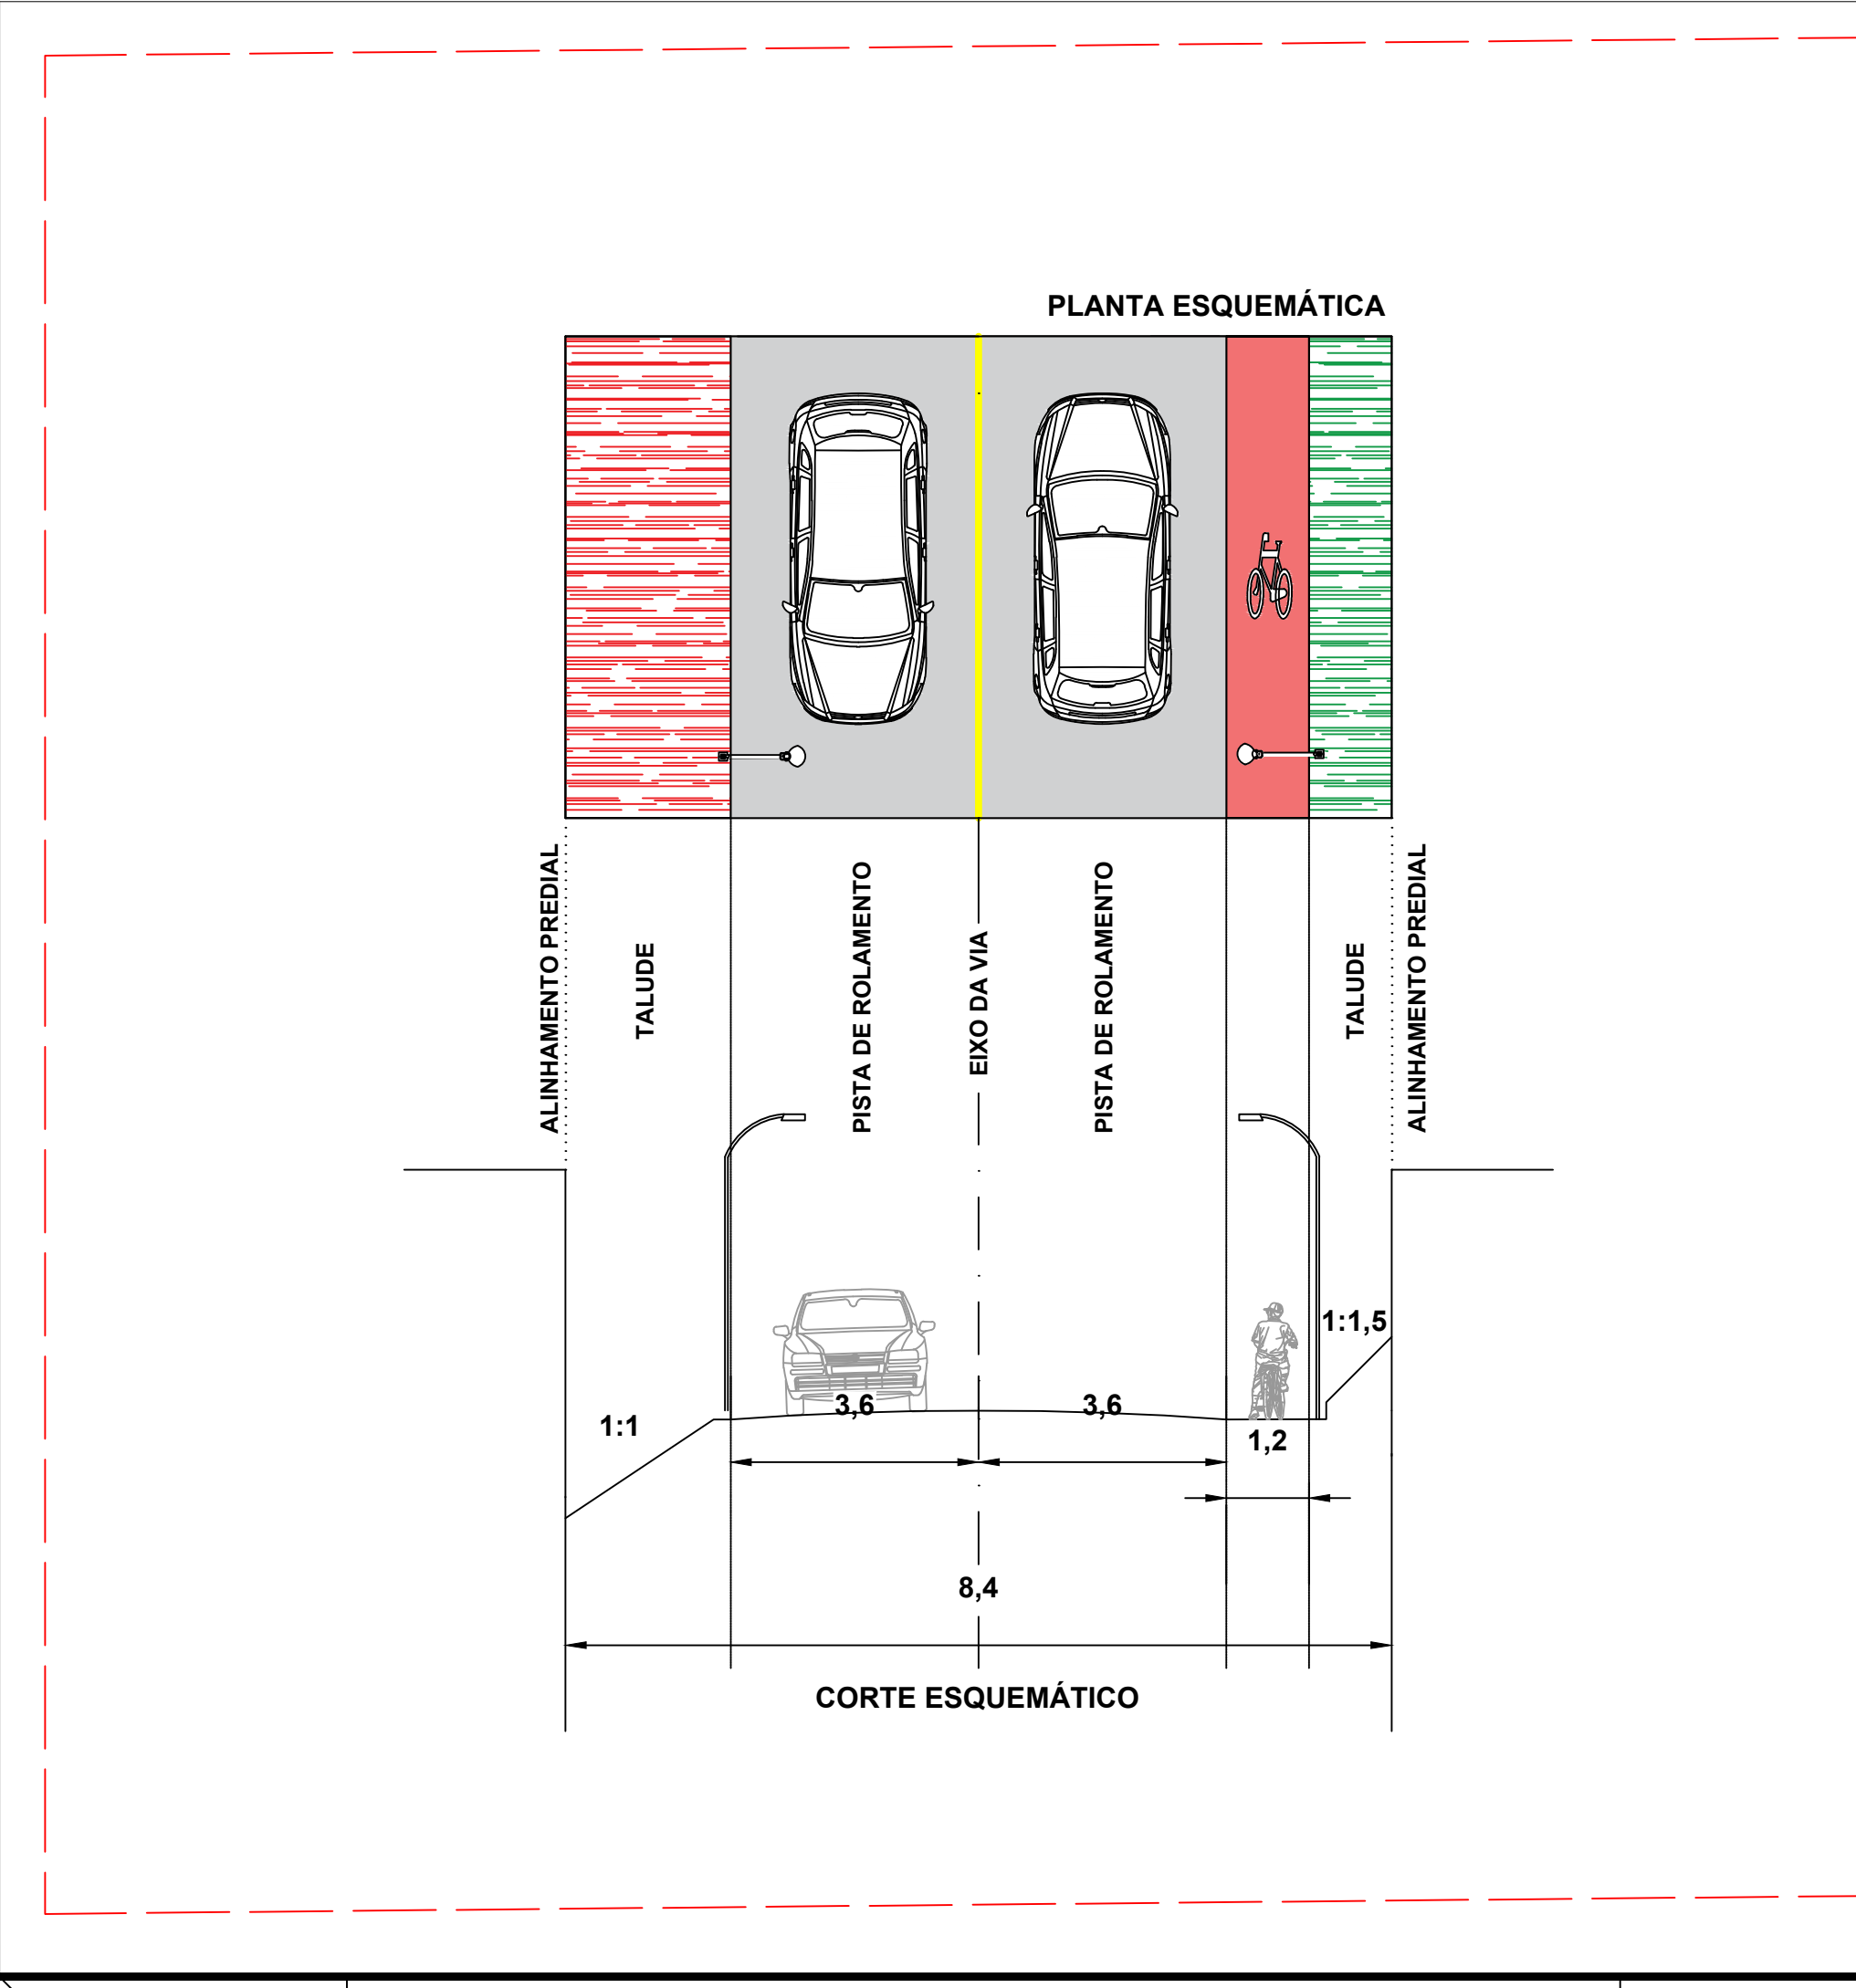 PLANTA ESQUEMÁTICA
ALINHAMENTO PREDIAL
TALUDE
PISTA DE ROLAMENTO
EIXO DA VIA
PISTA DE ROLAMENTO
TALUDE
ALINHAMENTO PREDIAL
1:1,5
3,6
3,6
1:1
1,2
8,4
CORTE ESQUEMÁTICO